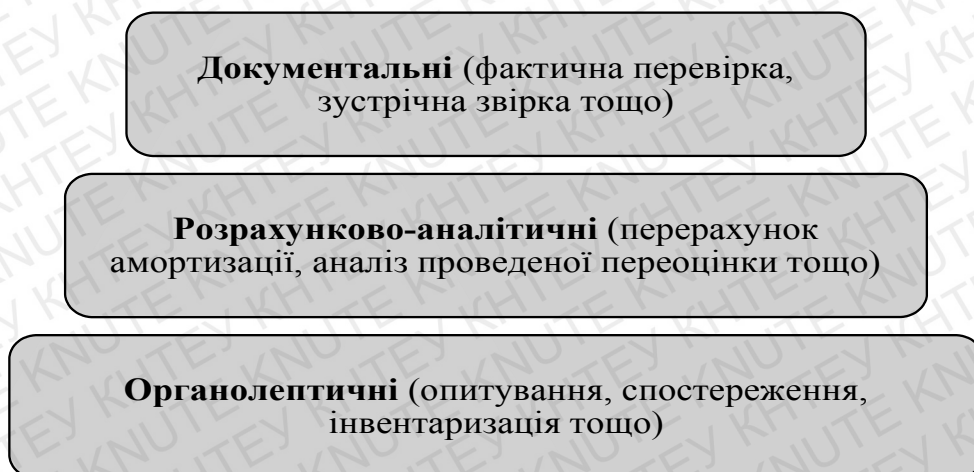 Документальні (фактична перевірка,
зустрічна звірка тощо)
Розрахунково-аналітичні (перерахунок
амортизації, аналіз проведеної переоцінки тощо)
Органолептичні (опитування, спостереження,
інвентаризація тощо)